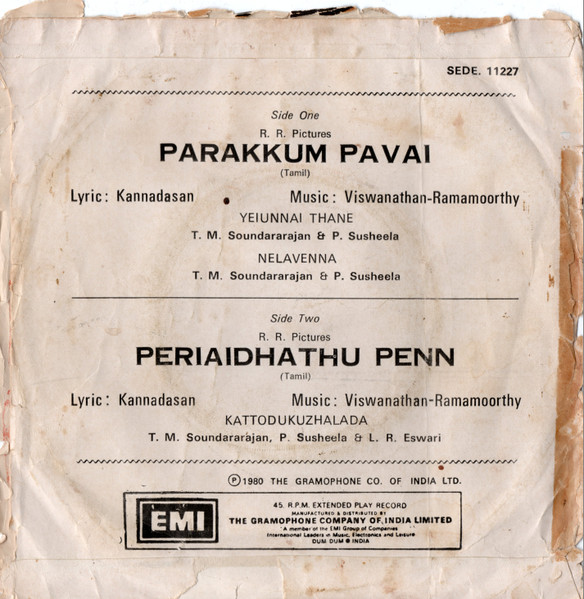 SEDE. 11227
Side One
R. R. Pictures
PARAKKUM PAVAI
(Tamil)
Lyric: Kannadasan Music: Viswanathan-Ramamoorthy
YEIUNNAI THANE
T. M. Soundararajan & P. Susheela
NELAVENNA
T. M. Soundararajan & P. Susheela
Side Two
R. R. Pictures
PERIAIDHATHU PENN
(Tamil)
Lyric: Kannadasan Music: Viswanathan-Ramamoorthy
KATTODUKUZHALADA
T. M. Soundararajan, P. Susheela & L. R. Eswari
Ⓟ1980 THE GRAMOPHONE CO. OF INDIA LTD.
EMI
45 R.P.M. EXTENDED PLAY RECORD
MANUFACTURED & DISTRIBUTED BY
THE GRAMOPHONE COMPANY OF INDIA LIMITED
A member of the EMI Group of Companies
International Leaders in Music, Electronics and Leisure
DUM DUM ● INDIA